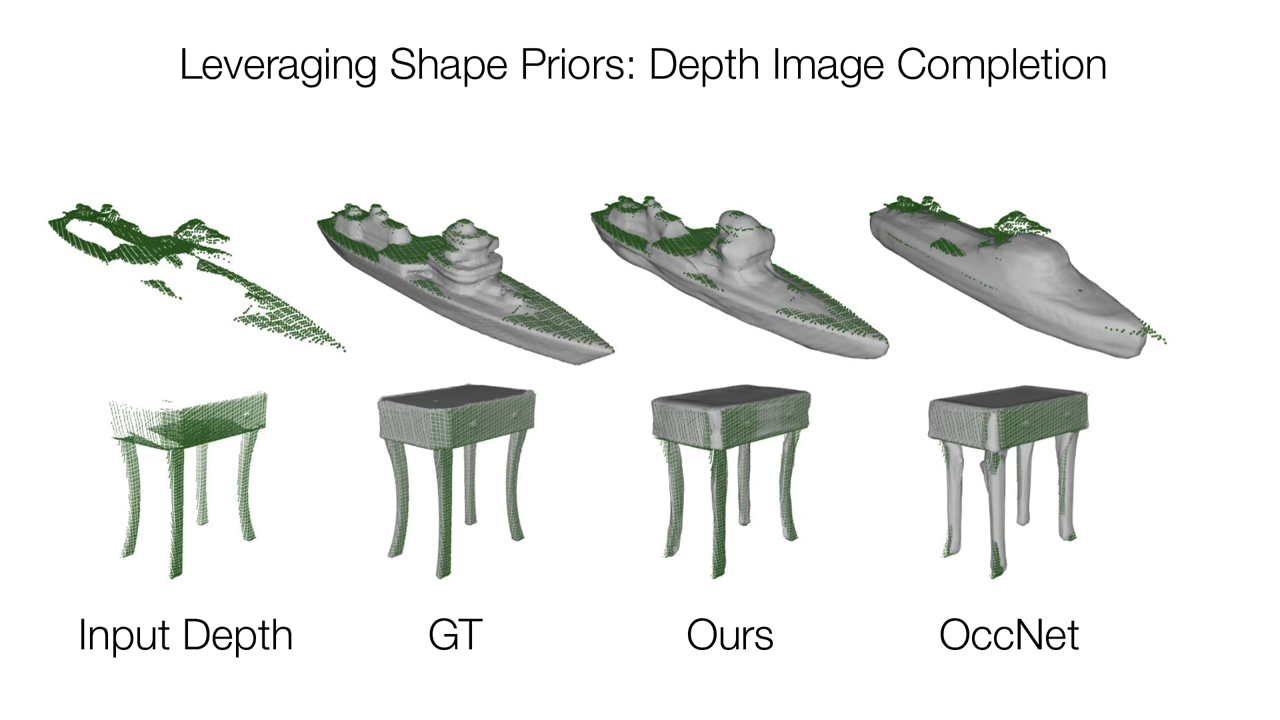 Leveraging Shape Priors: Depth Image Completion
Input Depth
GT
Ours
OccNet